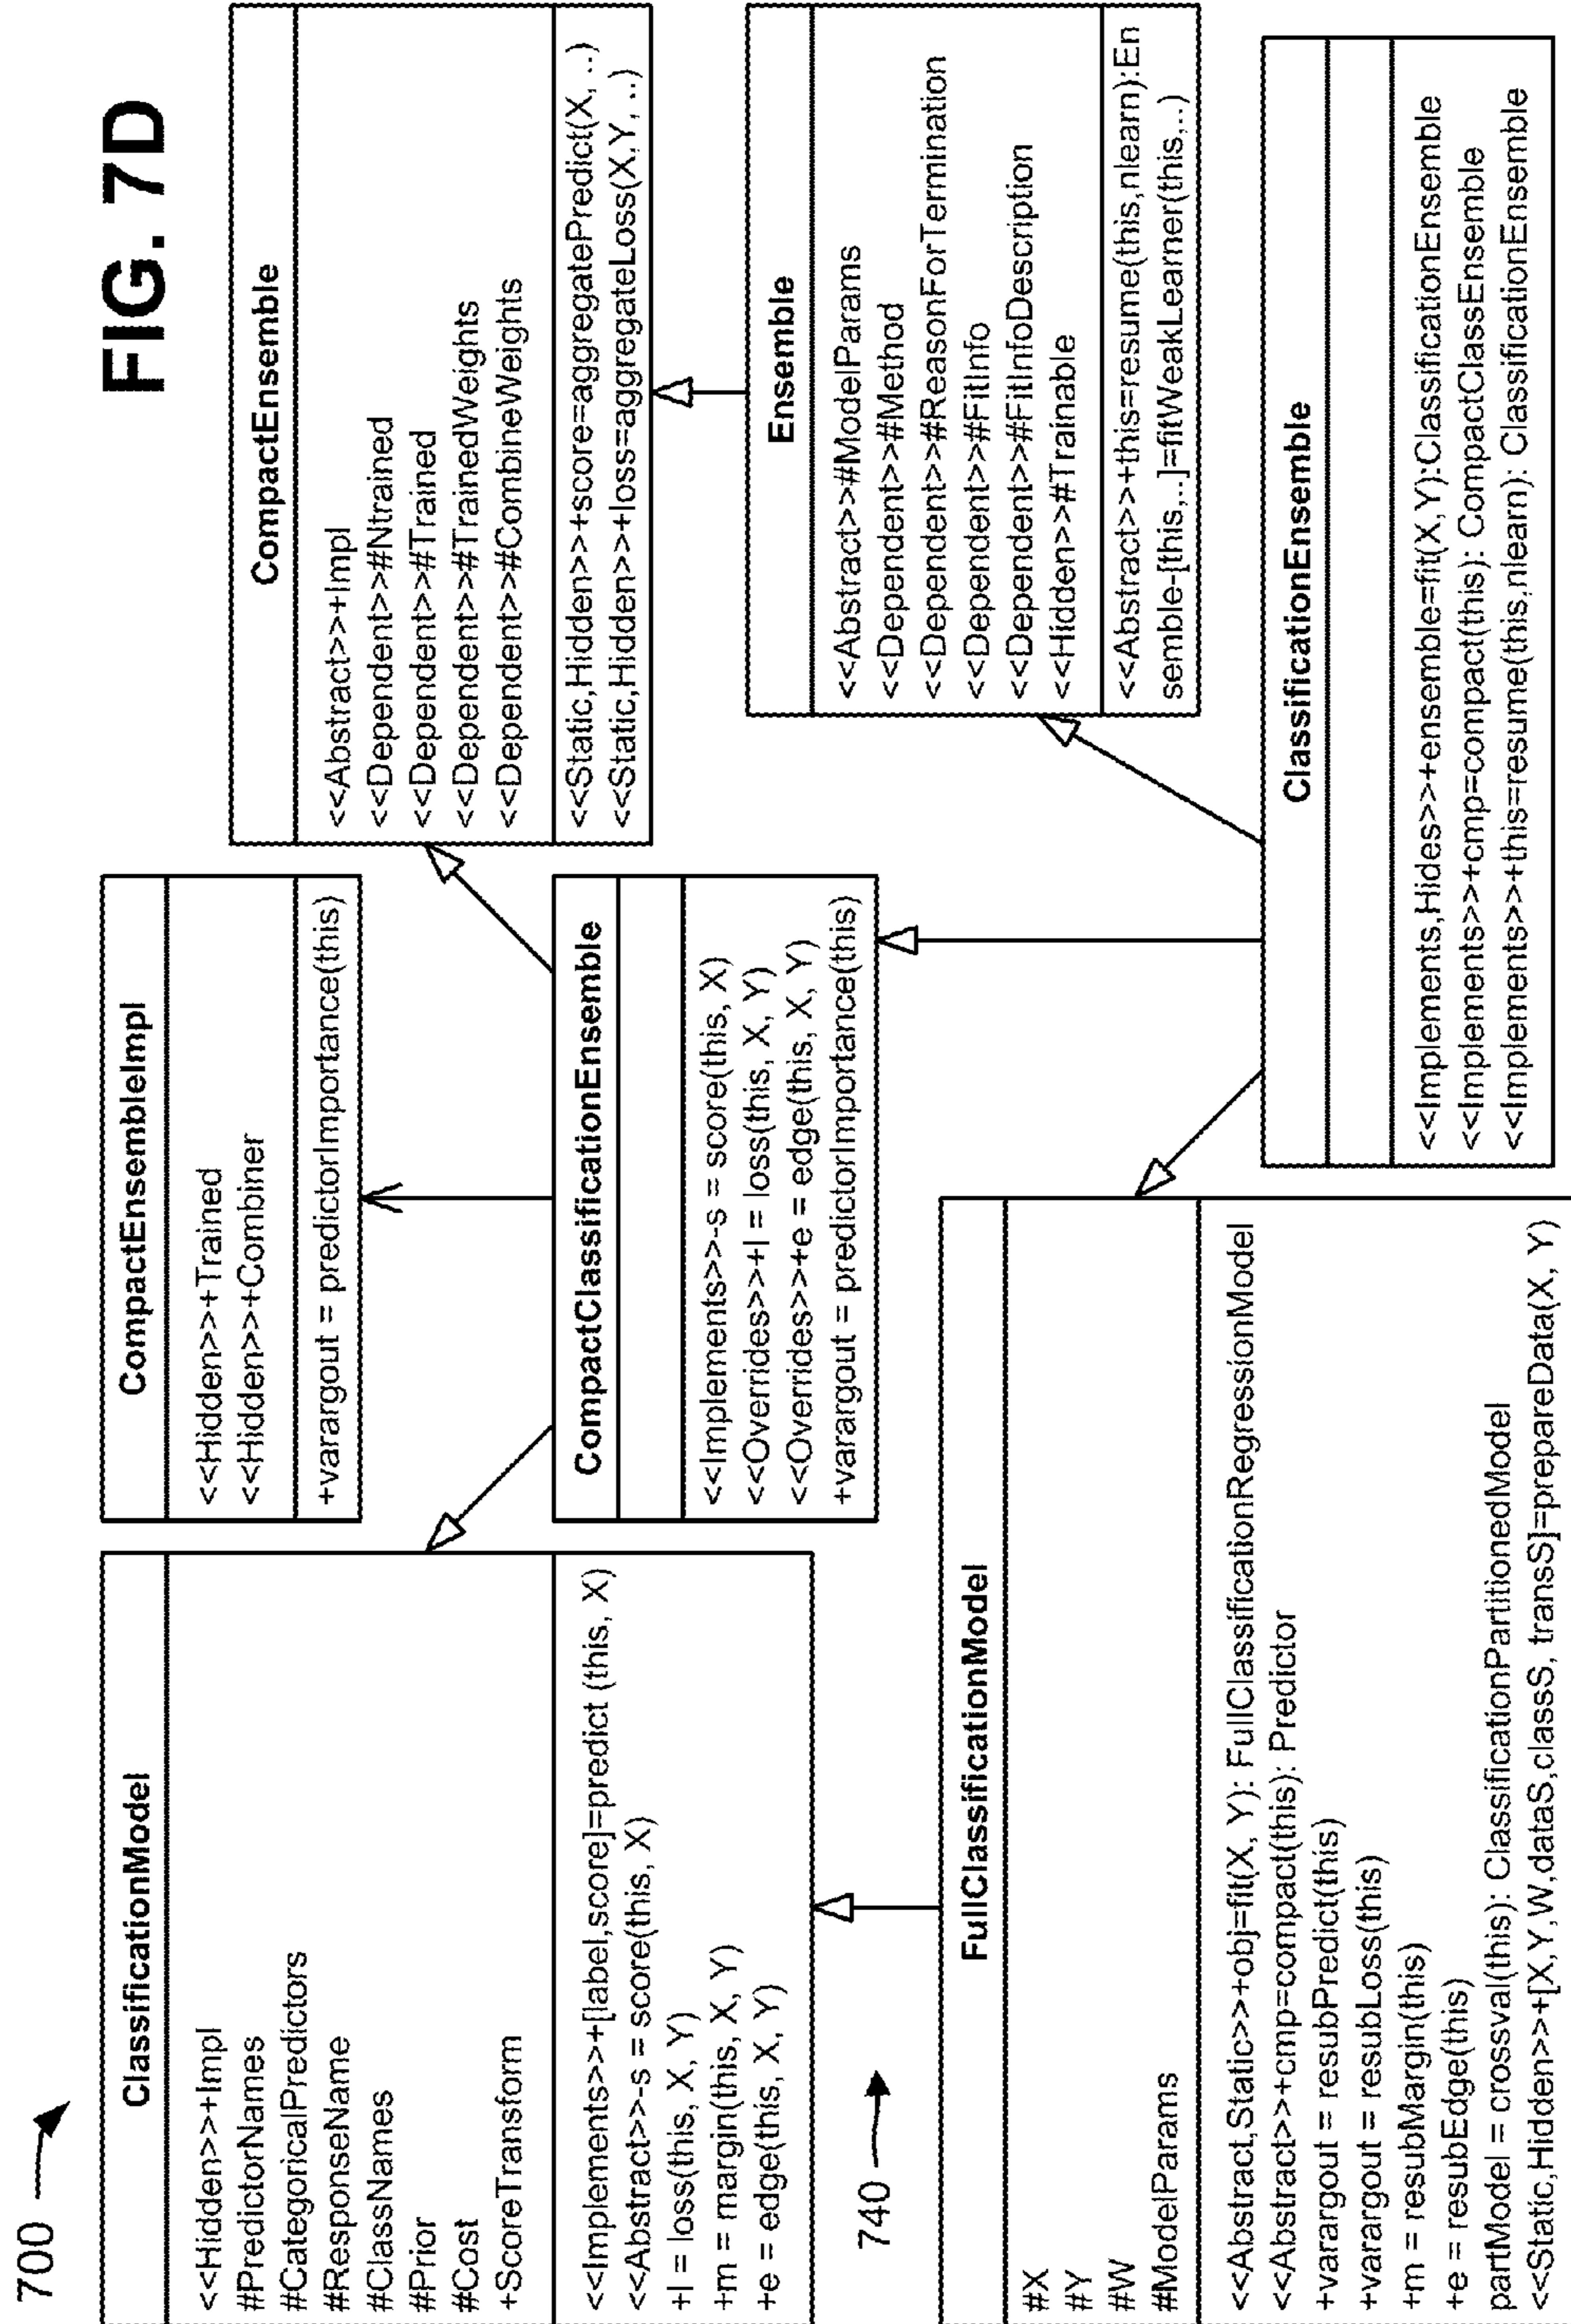 FIG. 7D
700
ClassificationModel
<<Hidden>>+Impl
#PredictorNames
#CategoricalPredictors
#ResponseName
#ClassNames
#Prior
#Cost
+ScoreTransform
<<Implements>>+[label,score]=predict (this, X)
<<Abstract>>-s = score(this, X)
+l = loss(this, X, Y)
+m = margin(this, X, Y)
+e = edge(this, X, Y)
CompactEnsembleImpl
<<Hidden>>+Trained
<<Hidden>>+Combiner
+varargout = predictorImportance(this)
CompactEnsemble
<<Abstract>>+Impl
<<Dependent>>#Ntrained
<<Dependent>>#Trained
<<Dependent>>#TrainedWeights
<<Dependent>>#CombineWeights
<<Static,Hidden>>+score=aggregatePredict(X, ..)
<<Static,Hidden>>+loss=aggregateLoss(X,Y, ..)
CompactClassificationEnsemble
<<Implements>>-s = score(this, X)
<<Overrides>>+l = loss(this, X, Y)
<<Overrides>>+e = edge(this, X, Y)
+varargout = predictorImportance(this)
Ensemble
<<Abstract>>#ModelParams
<<Dependent>>#Method
<<Dependent>>#ReasonForTermination
<<Dependent>>#FitInfo
<<Dependent>>#FitInfoDescription
<<Hidden>>#Trainable
<<Abstract>>+this=resume(this,nlearn):En
semble-[this,..]=fitWeakLearner(this,..)
740
FullClassificationModel
#X
#Y
#W
#ModelParams
<<Abstract,Static>>+obj=fit(X, Y): FullClassificationRegressionModel
<<Abstract>>+cmp=compact(this): Predictor
+varargout = resubPredict(this)
+varargout = resubLoss(this)
+m = resubMargin(this)
+e = resubEdge(this)
partModel = crossval(this): ClassificationPartitionedModel
<<Static,Hidden>>+[X,Y,W,dataS,classS, transS]=prepareData(X, Y)
ClassificationEnsemble
<<Implements,Hides>>+ensemble=fit(X,Y):ClassificationEnsemble
<<Implements>>+cmp=compact(this): CompactClassEnsemble
<<Implements>>+this=resume(this,nlearn): ClassificationEnsemble